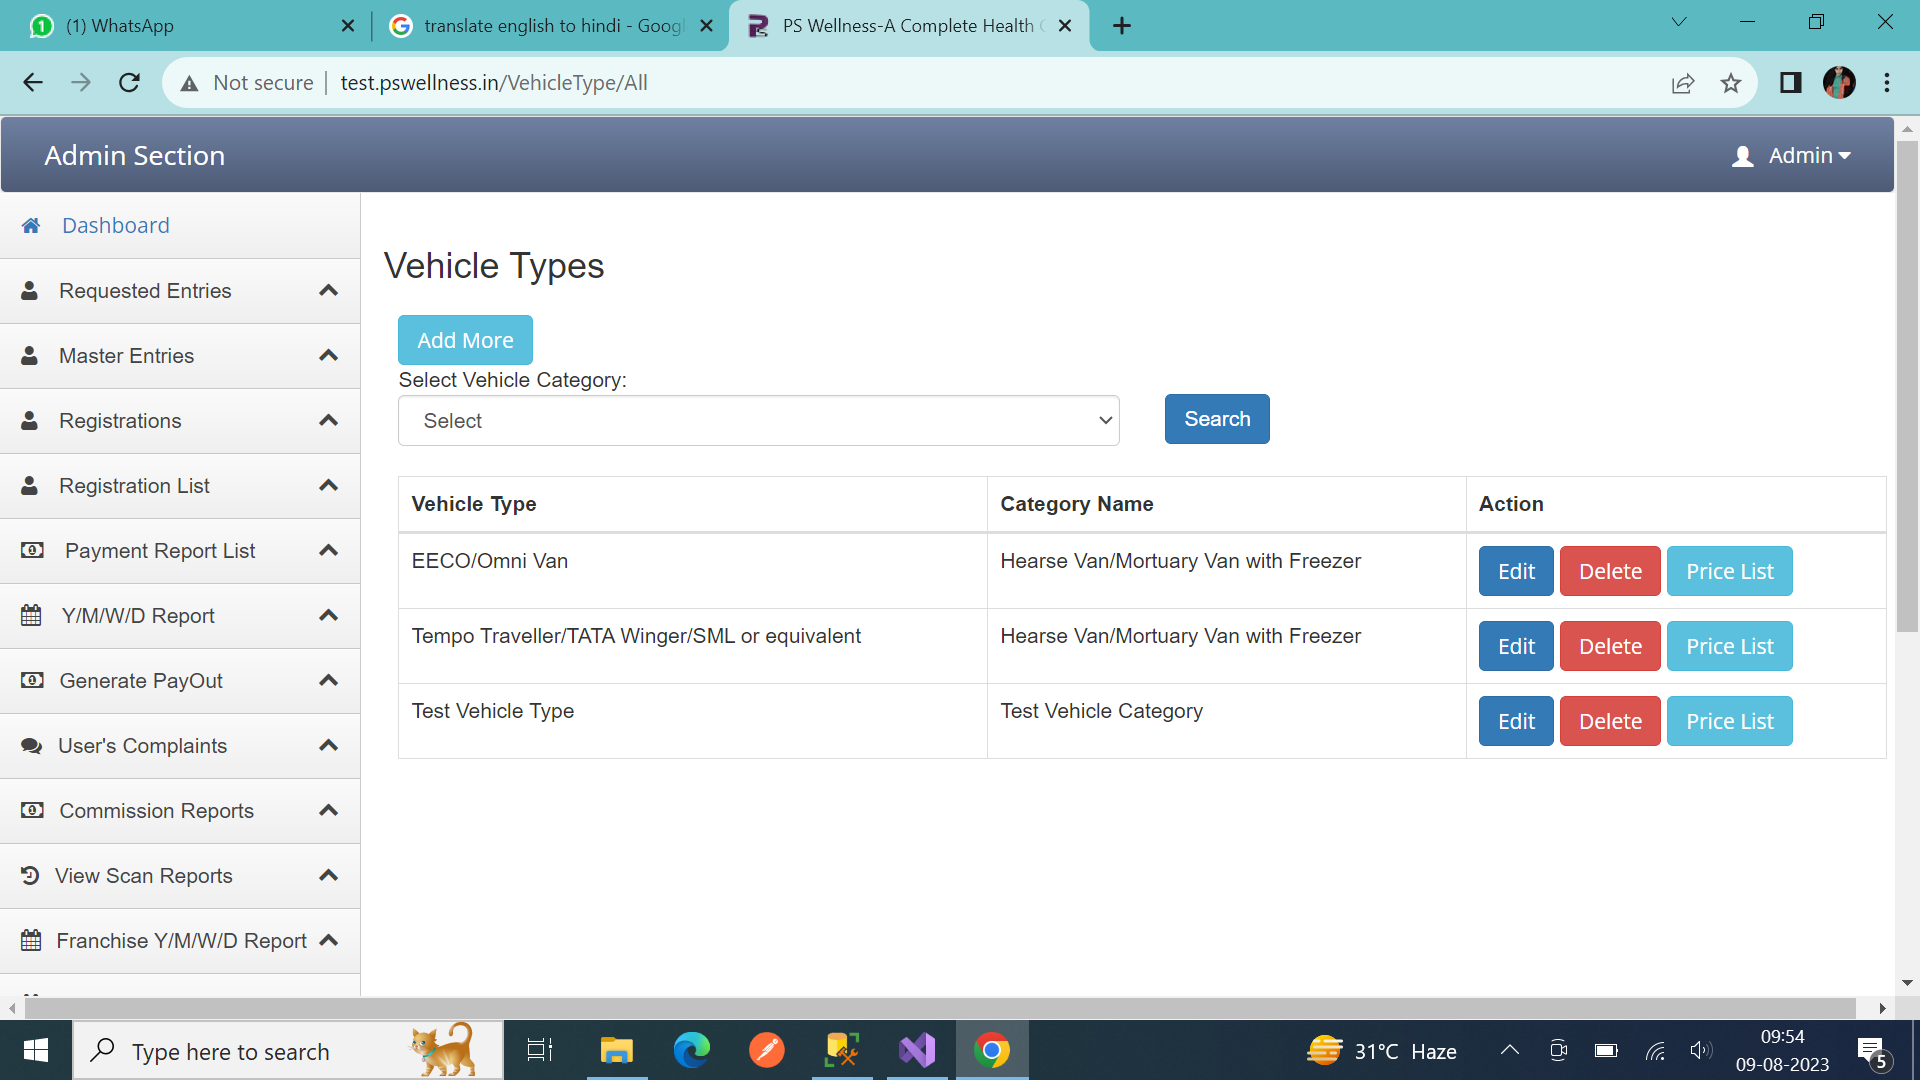 (1) WhatsApp
translate english to hindi - Googl
PS Wellness-A Complete Health
Not secure
test.pswellness.in/VehicleType/All
Admin Section
Admin
Dashboard
Requested Entries
Master Entries
Registrations
Registration List
Payment Report List
Y/M/W/D Report
Generate PayOut
User's Complaints
Commission Reports
View Scan Reports
Franchise Y/M/W/D Report
Vehicle Types
Add More
Select Vehicle Category:
Select
Search
Vehicle Type Category Name Action
EECO/Omni Van Hearse Van/Mortuary Van with Freezer Edit Delete Price List
Tempo Traveller/TATA Winger/SML or equivalent Hearse Van/Mortuary Van with Freezer Edit Delete Price List
Test Vehicle Type Test Vehicle Category Edit Delete Price List
Type here to search
31°C Haze
09:54
09-08-2023
5